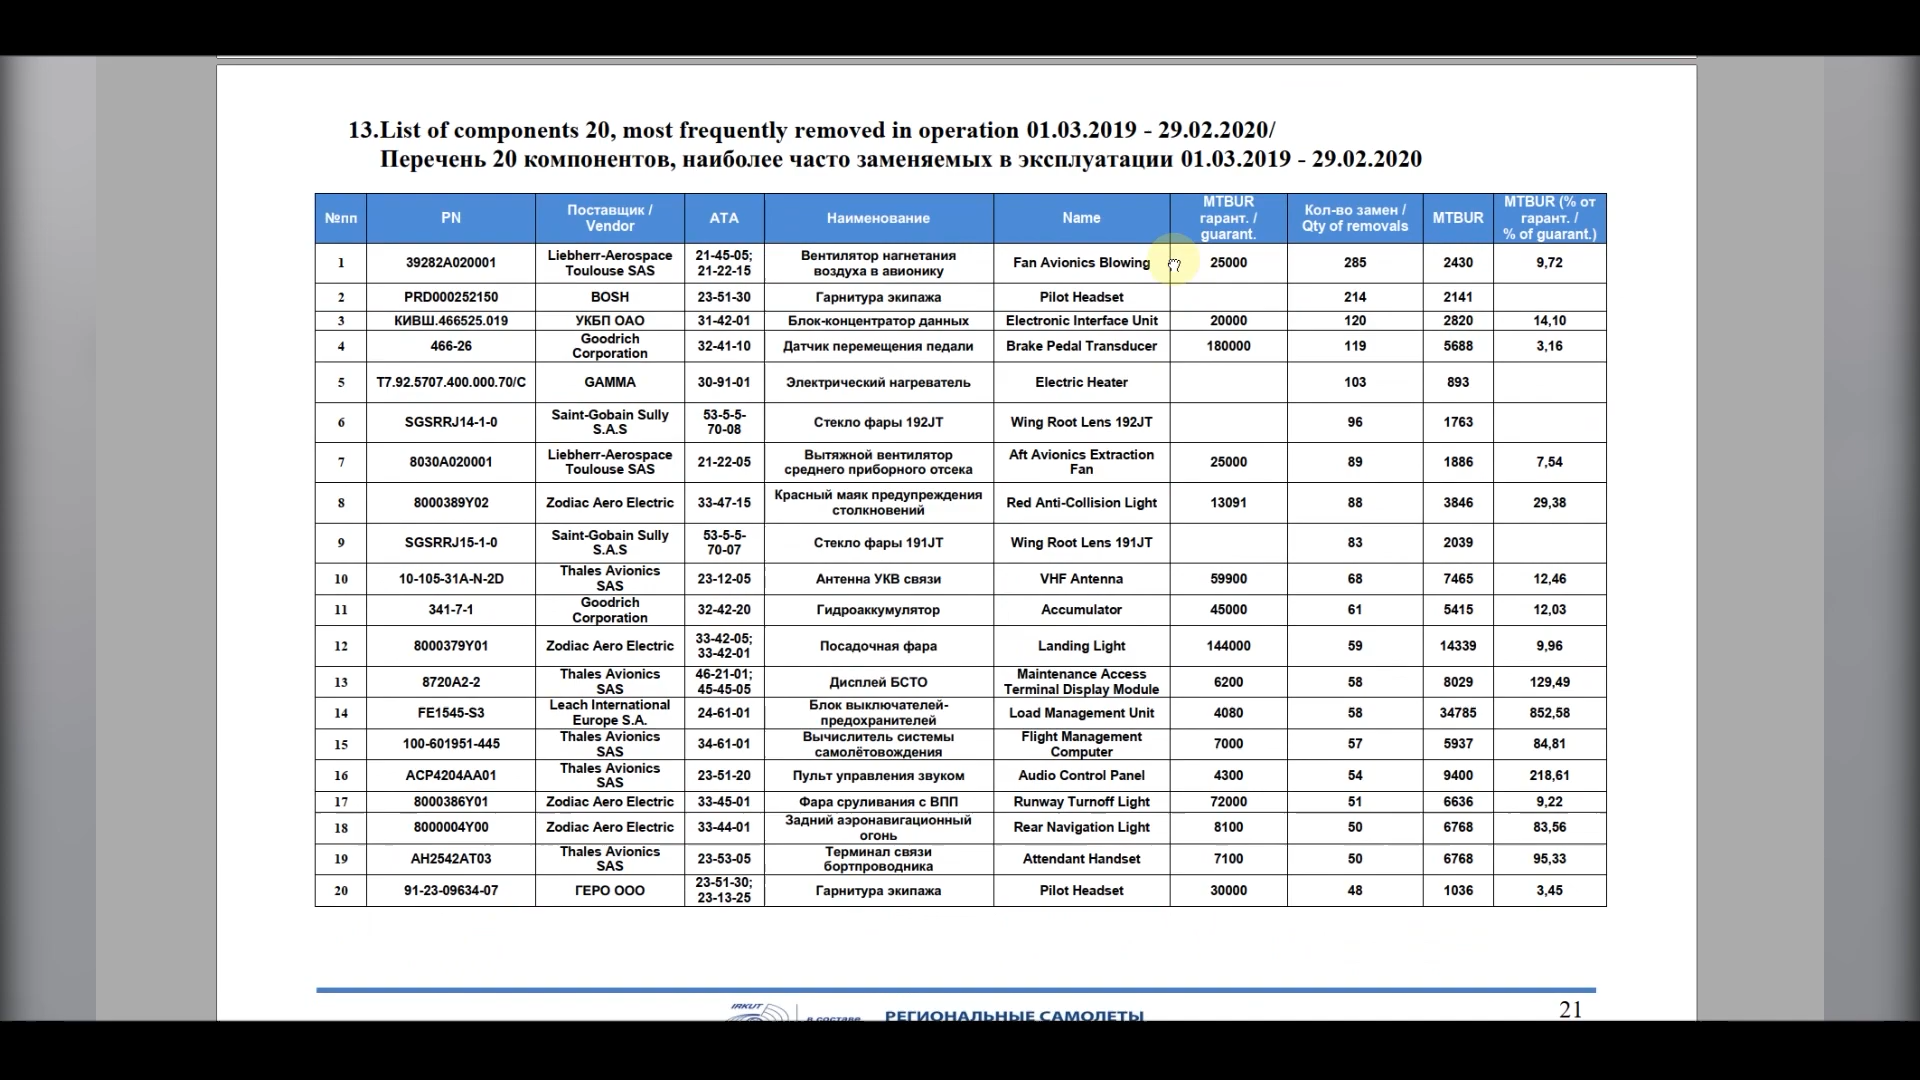 13.List of components 20, most frequently removed in operation 01.03.2019 - 29.02.2020/
Перечень 20 компонентов, наиболее часто заменяемых в эксплуатации 01.03.2019 - 29.02.2020
№пп PN Поставщик / Vendor ATA Наименование Name MTBUR гарант. / guarant. Кол-во замен / Qty of removals MTBUR MTBUR (% от гарант. / % of guarant.)
1 39282A020001 Liebherr-Aerospace Toulouse SAS 21-45-05; 21-22-15 Вентилятор нагнетания воздуха в авионику Fan Avionics Blowing 25000 285 2430 9,72
2 PRD000252150 BOSH 23-51-30 Гарнитура экипажа Pilot Headset 214 2141
3 КИВШ.466525.019 УКБП ОАО 31-42-01 Блок-концентратор данных Electronic Interface Unit 20000 120 2820 14,10
4 466-26 Goodrich Corporation 32-41-10 Датчик перемещения педали Brake Pedal Transducer 180000 119 5688 3,16
5 T7.92.5707.400.000.70/C GAMMA 30-91-01 Электрический нагреватель Electric Heater 103 893
6 SGSRRJ14-1-0 Saint-Gobain Sully S.A.S 53-5-5-70-08 Стекло фары 192JT Wing Root Lens 192JT 96 1763
7 8030A020001 Liebherr-Aerospace Toulouse SAS 21-22-05 Вытяжной вентилятор среднего приборного отсека Aft Avionics Extraction Fan 25000 89 1886 7,54
8 8000389Y02 Zodiac Aero Electric 33-47-15 Красный маяк предупреждения столкновений Red Anti-Collision Light 13091 88 3846 29,38
9 SGSRRJ15-1-0 Saint-Gobain Sully S.A.S 53-5-5-70-07 Стекло фары 191JT Wing Root Lens 191JT 83 2039
10 10-105-31A-N-2D Thales Avionics SAS 23-12-05 Антенна УКВ связи VHF Antenna 59900 68 7465 12,46
11 341-7-1 Goodrich Corporation 32-42-20 Гидроаккумулятор Accumulator 45000 61 5415 12,03
12 8000379Y01 Zodiac Aero Electric 33-42-05; 33-42-01 Посадочная фара Landing Light 144000 59 14339 9,96
13 8720A2-2 Thales Avionics SAS 46-21-01; 45-45-05 Дисплей БСТО Maintenance Access Terminal Display Module 6200 58 8029 129,49
14 FE1545-S3 Leach International Europe S.A. 24-61-01 Блок выключателей-предохранителей Load Management Unit 4080 58 34785 852,58
15 100-601951-445 Thales Avionics SAS 34-61-01 Вычислитель системы самолётовождения Flight Management Computer 7000 57 5937 84,81
16 ACP4204AA01 Thales Avionics SAS 23-51-20 Пульт управления звуком Audio Control Panel 4300 54 9400 218,61
17 8000386Y01 Zodiac Aero Electric 33-45-01 Фара сруливания с ВПП Runway Turnoff Light 72000 51 6636 9,22
18 8000004Y00 Zodiac Aero Electric 33-44-01 Задний аэронавигационный огонь Rear Navigation Light 8100 50 6768 83,56
19 AH2542AT03 Thales Avionics SAS 23-53-05 Терминал связи бортпроводника Attendant Handset 7100 50 6768 95,33
20 91-23-09634-07 ГЕРО ООО 23-51-30; 23-13-25 Гарнитура экипажа Pilot Headset 30000 48 1036 3,45
21
IRKUT
в составе
РЕГИОНАЛЬНЫЕ САМОЛЕТЫ